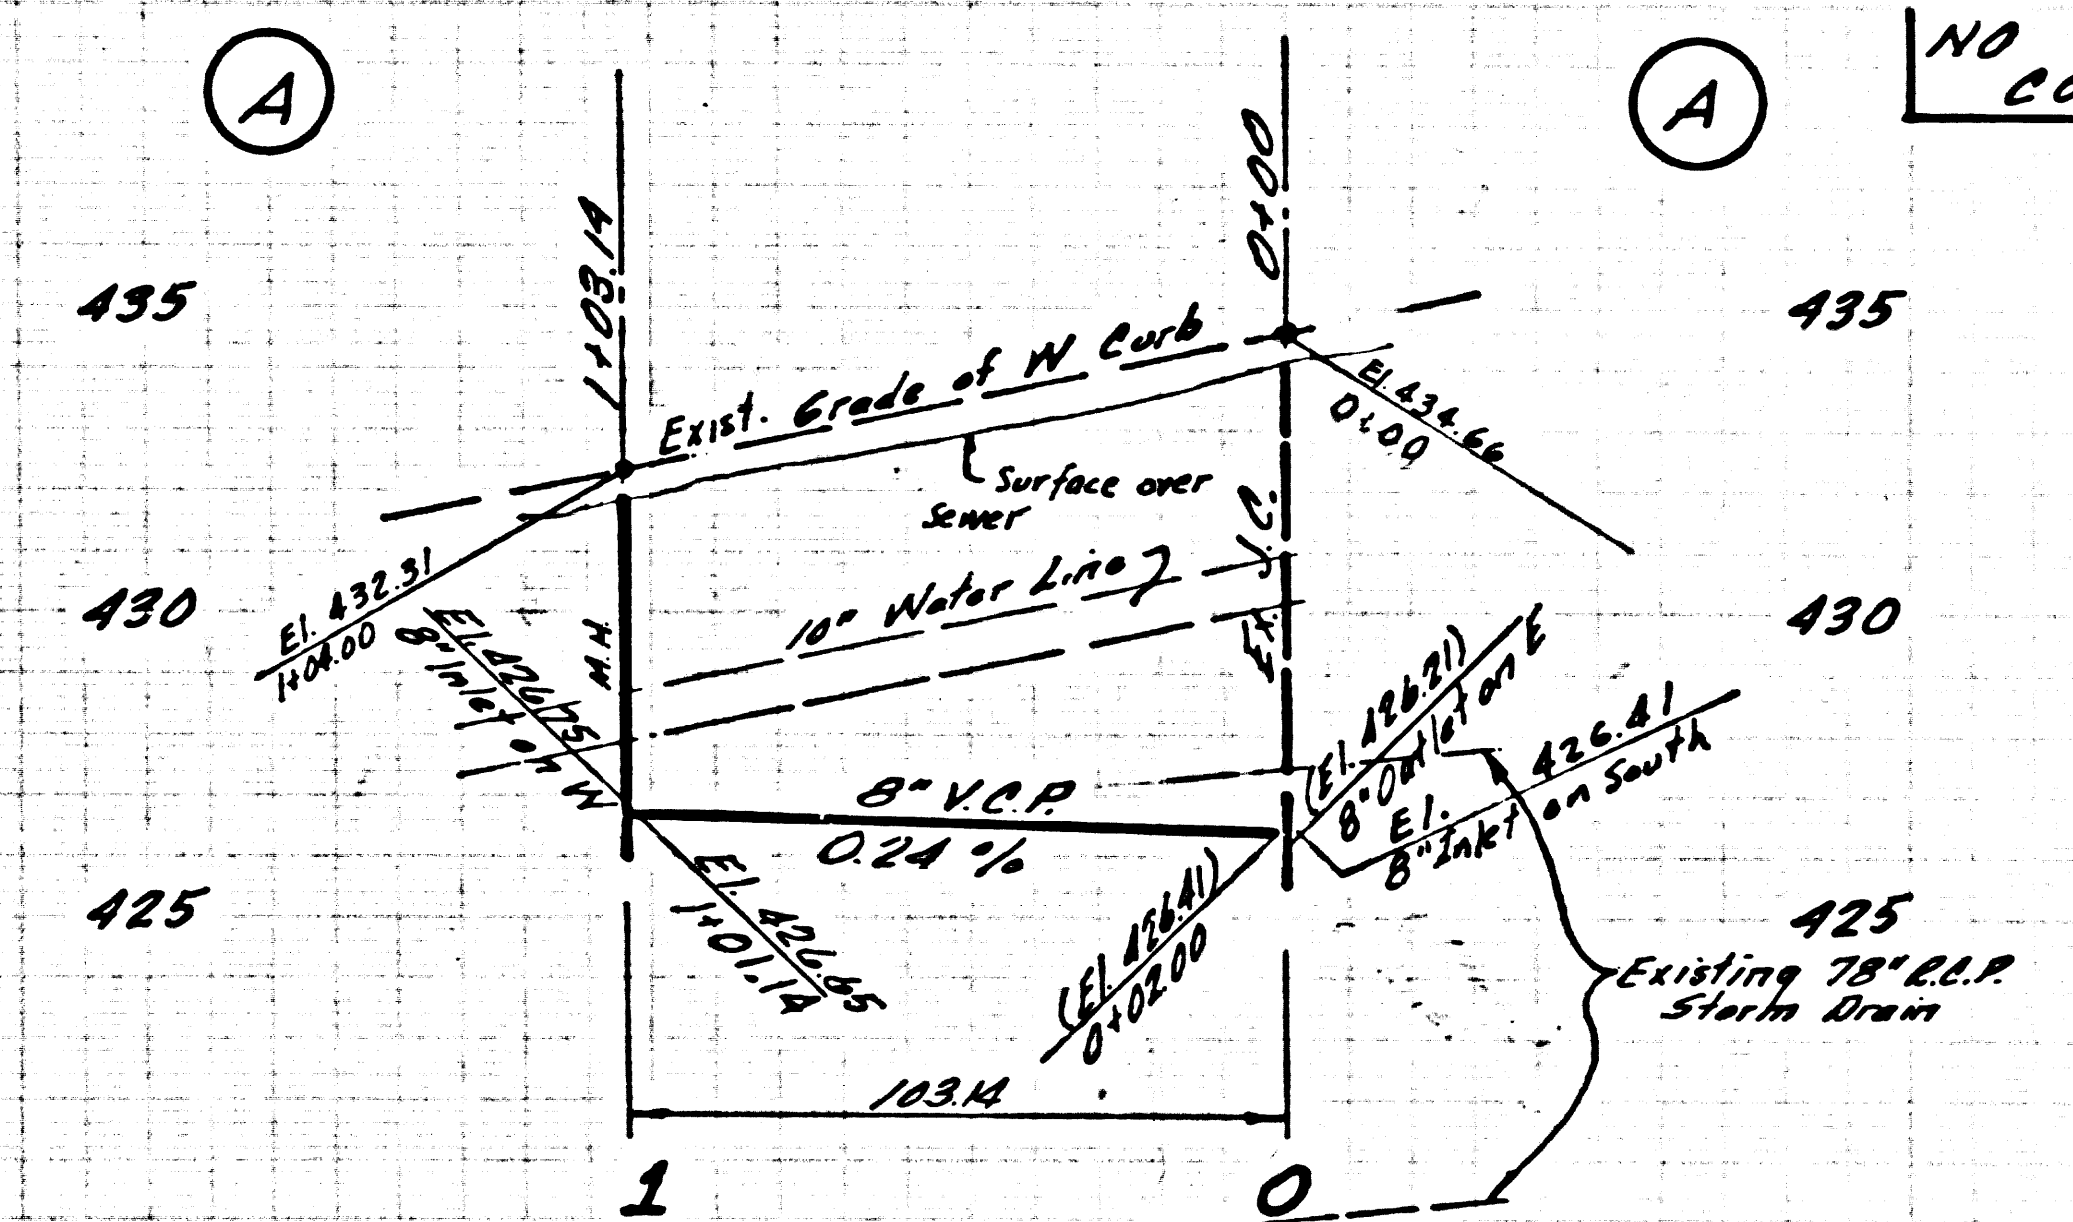 A
A
NO
1+03.14
0+00
435
435
Exist. Grade of W Curb
El. 434.66
0+00
Surface over
Sewer
Ex. J.C.
El. 432.31
1+04.00
430
430
10" Water Line
M.H.
El. 426.75
8" Inlet on W
(El. 426.21)
8" Outlet on E
El. 426.41
8" Inlet on South
8" V.C.P.
0.24 %
425
425
El. 426.65
1+01.14
(El. 426.41)
0+02.00
Existing 78" R.C.P.
Storm Drain
103.14
1
0